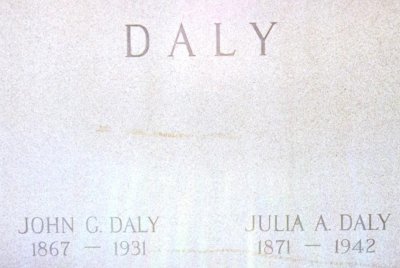 DALY
JOHN G. DALY
1867 — 1931
JULIA A. DALY
1871 — 1942